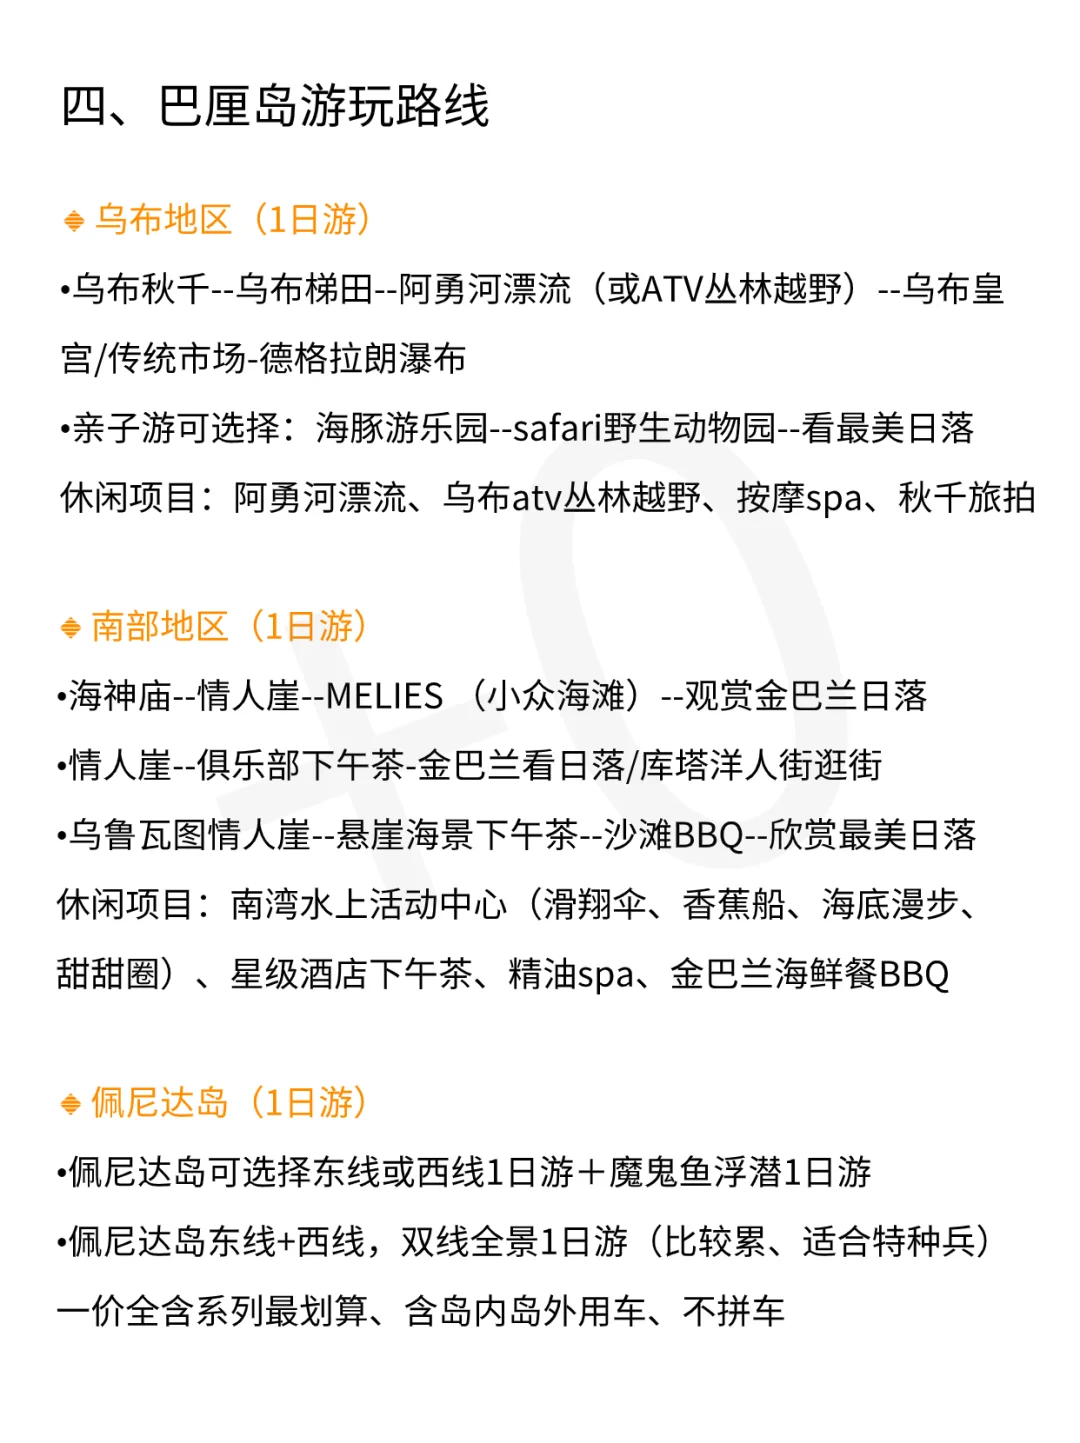 四、巴厘岛游玩路线
乌布地区（1日游）
•乌布秋千--乌布梯田--阿勇河漂流（或ATV丛林越野）--乌布皇
宫/传统市场-德格拉朗瀑布
•亲子游可选择：海豚游乐园--safari野生动物园--看最美日落
休闲项目：阿勇河漂流、乌布atv丛林越野、按摩spa、秋千旅拍
南部地区（1日游）
•海神庙--情人崖--MELIES（小众海滩）--观赏金巴兰日落
•情人崖--俱乐部下午茶-金巴兰看日落/库塔洋人街逛街
•乌鲁瓦图情人崖--悬崖海景下午茶--沙滩BBQ--欣赏最美日落
休闲项目：南湾水上活动中心（滑翔伞、香蕉船、海底漫步、
甜甜圈）、星级酒店下午茶、精油spa、金巴兰海鲜餐BBQ
佩尼达岛（1日游）
•佩尼达岛可选择东线或西线1日游＋魔鬼鱼浮潜1日游
•佩尼达岛东线+西线，双线全景1日游（比较累、适合特种兵）
一价全含系列最划算、含岛内岛外用车、不拼车